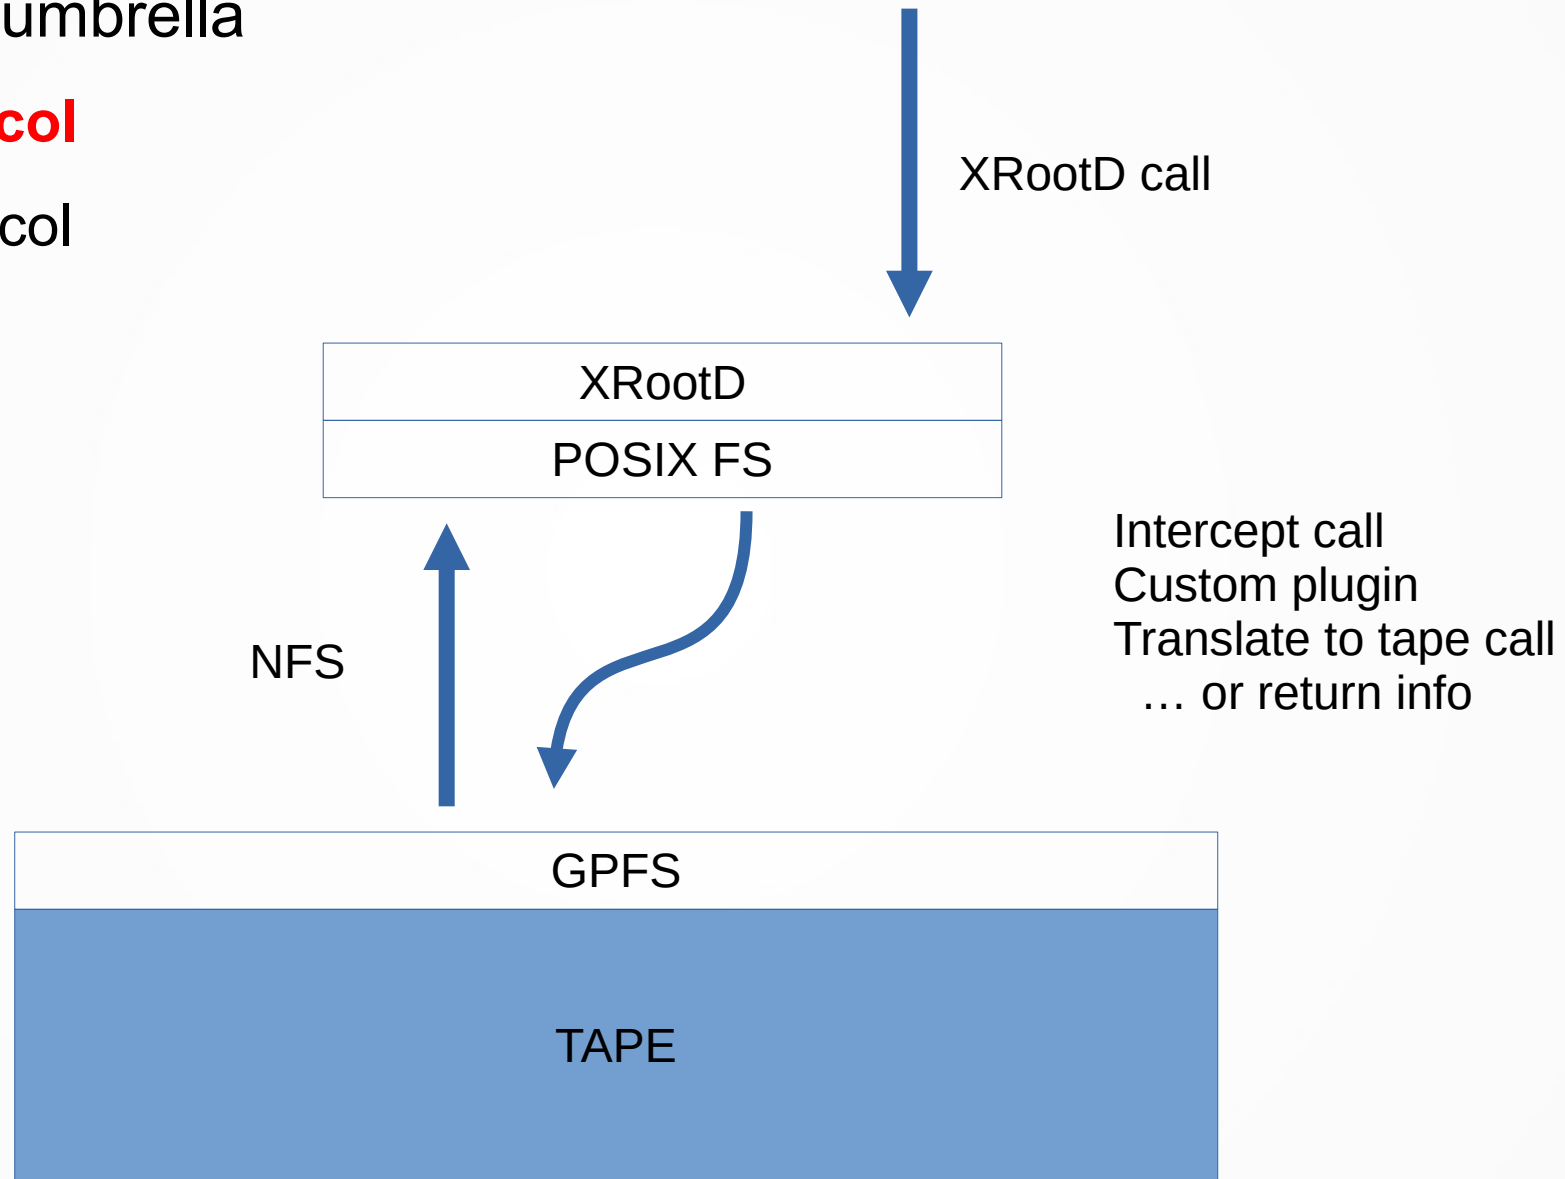 umbrella
col
XRootD call
col
XRootD
POSIX FS
Intercept call
Custom plugin
Translate to tape call
… or return info
NFS
GPFS
TAPE